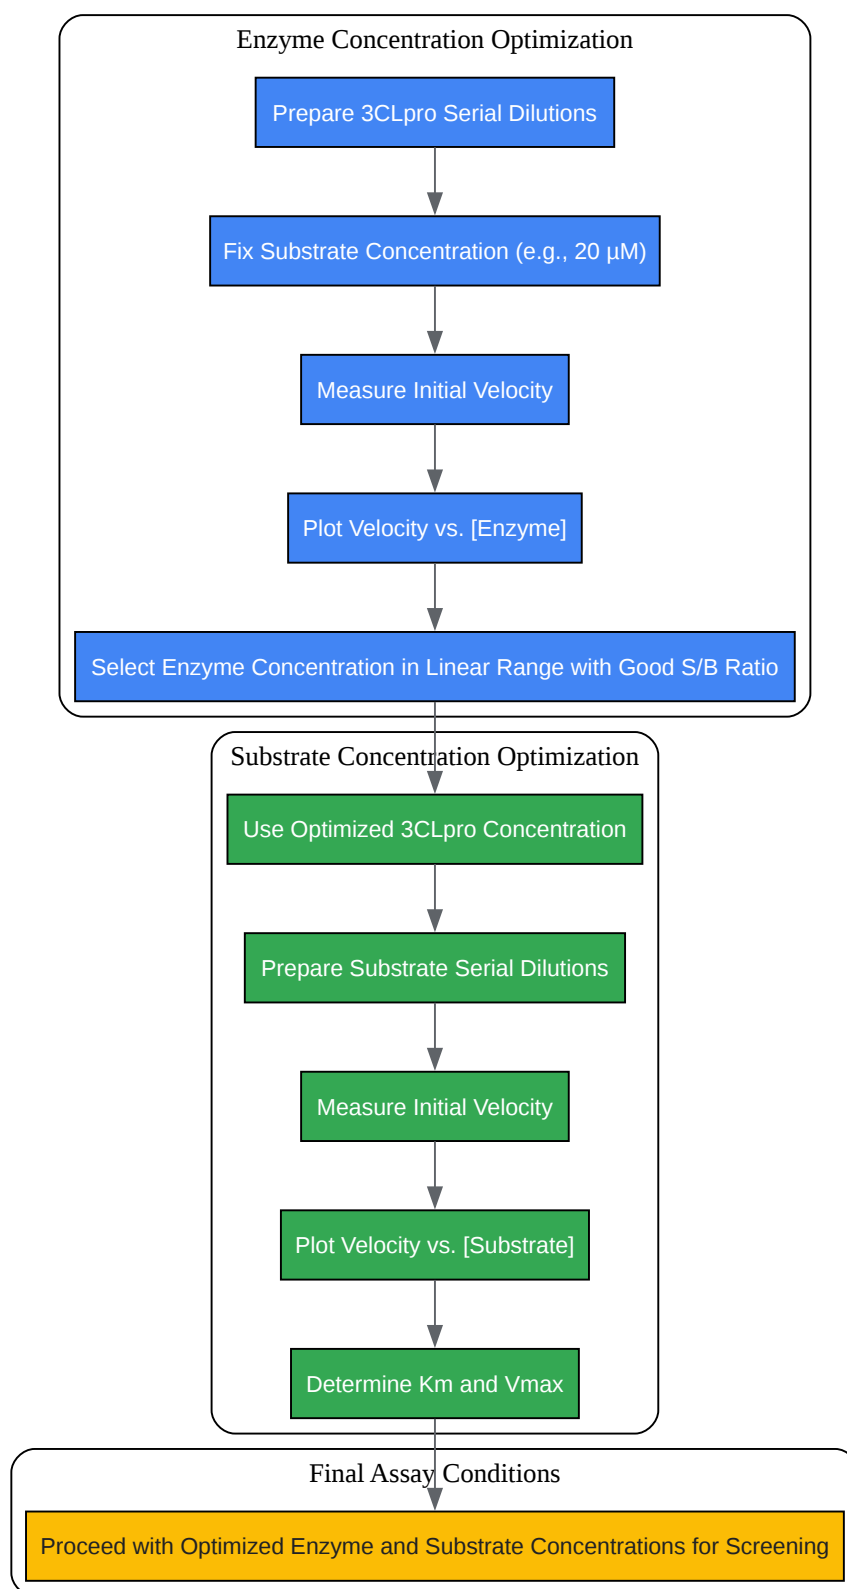 Enzyme Concentration Optimization
Prepare 3CLpro Serial Dilutions
Fix Substrate Concentration (e.g., 20 µM)
Measure Initial Velocity
Plot Velocity vs. [Enzyme]
Select Enzyme Concentration in Linear Range with Good S/B Ratio
Substrate Concentration Optimization
Use Optimized 3CLpro Concentration
Prepare Substrate Serial Dilutions
Measure Initial Velocity
Plot Velocity vs. [Substrate]
Determine Km and Vmax
Final Assay Conditions
Proceed with Optimized Enzyme and Substrate Concentrations for Screening